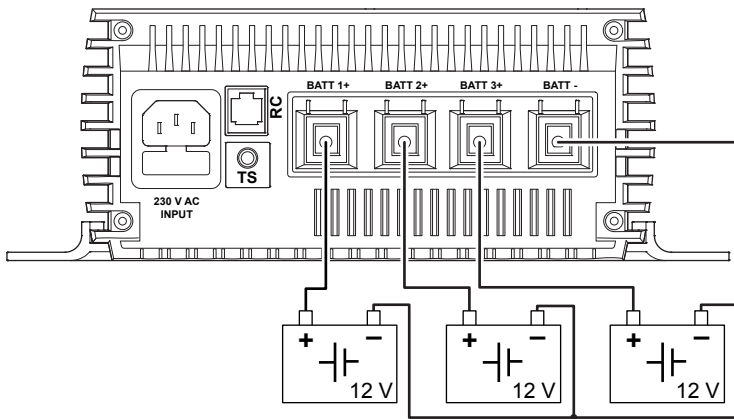 BATT 1+ BATT 2+ BATT 3+ BATT -
RC
TS
230 V AC
INPUT
+ − + − + −
12 V 12 V 12 V